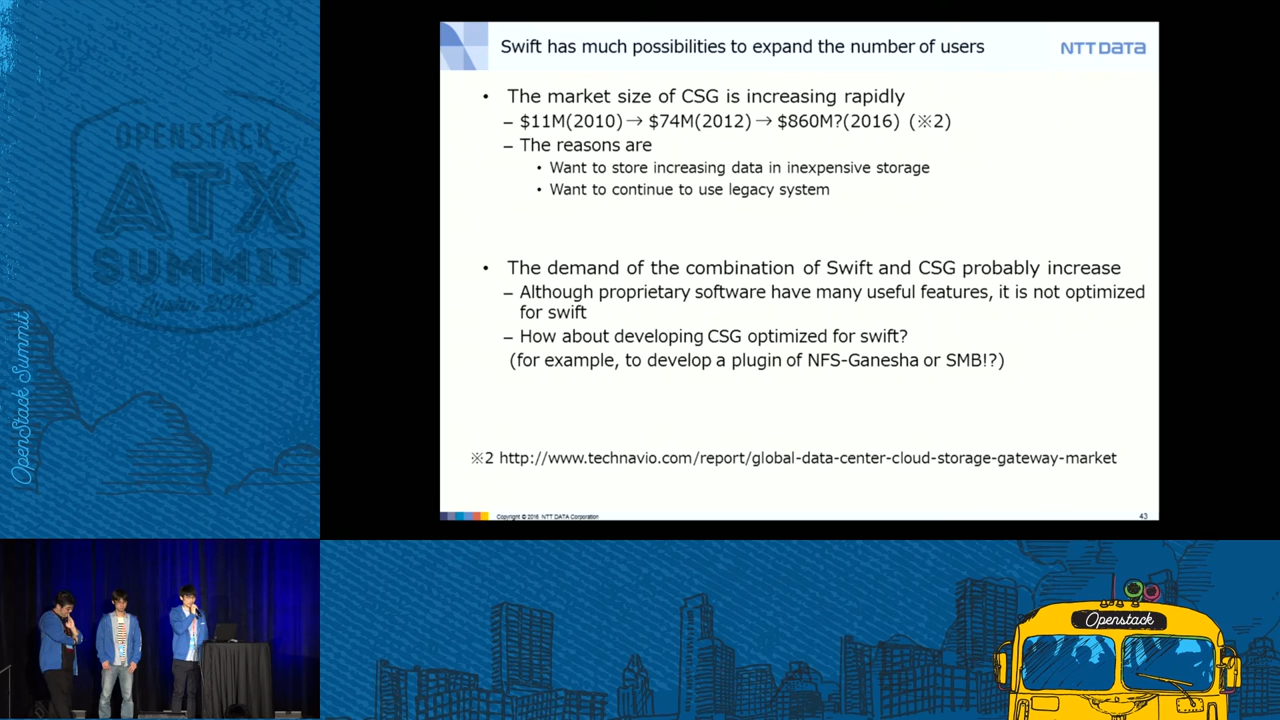 Swift has much possibilities to expand the number of users
NTT DATA
• The market size of CSG is increasing rapidly
– $11M(2010)→ $74M(2012)→ $860M?(2016) (※2)
– The reasons are
• Want to store increasing data in inexpensive storage
• Want to continue to use legacy system
• The demand of the combination of Swift and CSG probably increase
– Although proprietary software have many useful features, it is not optimized
for swift
– How about developing CSG optimized for swift?
(for example, to develop a plugin of NFS-Ganesha or SMB!?)
※2 http://www.technavio.com/report/global-data-center-cloud-storage-gateway-market
Copyright © 2016 NTT DATA Corporation
43
OPENSTACK
ATX
SUMMIT
OpenStack Summit
Openstack